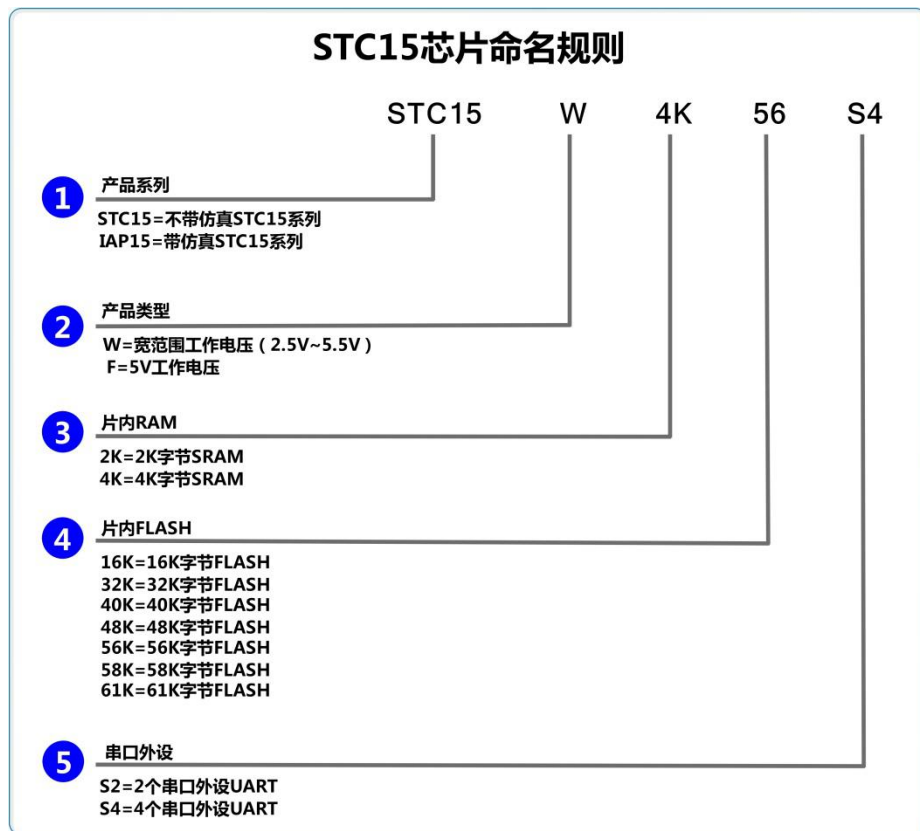 STC15芯片命名规则
STC15 W 4K 56 S4
1 产品系列
STC15=不带仿真STC15系列
IAP15=带仿真STC15系列
2 产品类型
W=宽范围工作电压（2.5V~5.5V）
F=5V工作电压
3 片内RAM
2K=2K字节SRAM
4K=4K字节SRAM
4 片内FLASH
16K=16K字节FLASH
32K=32K字节FLASH
40K=40K字节FLASH
48K=48K字节FLASH
56K=56K字节FLASH
58K=58K字节FLASH
61K=61K字节FLASH
5 串口外设
S2=2个串口外设UART
S4=4个串口外设UART